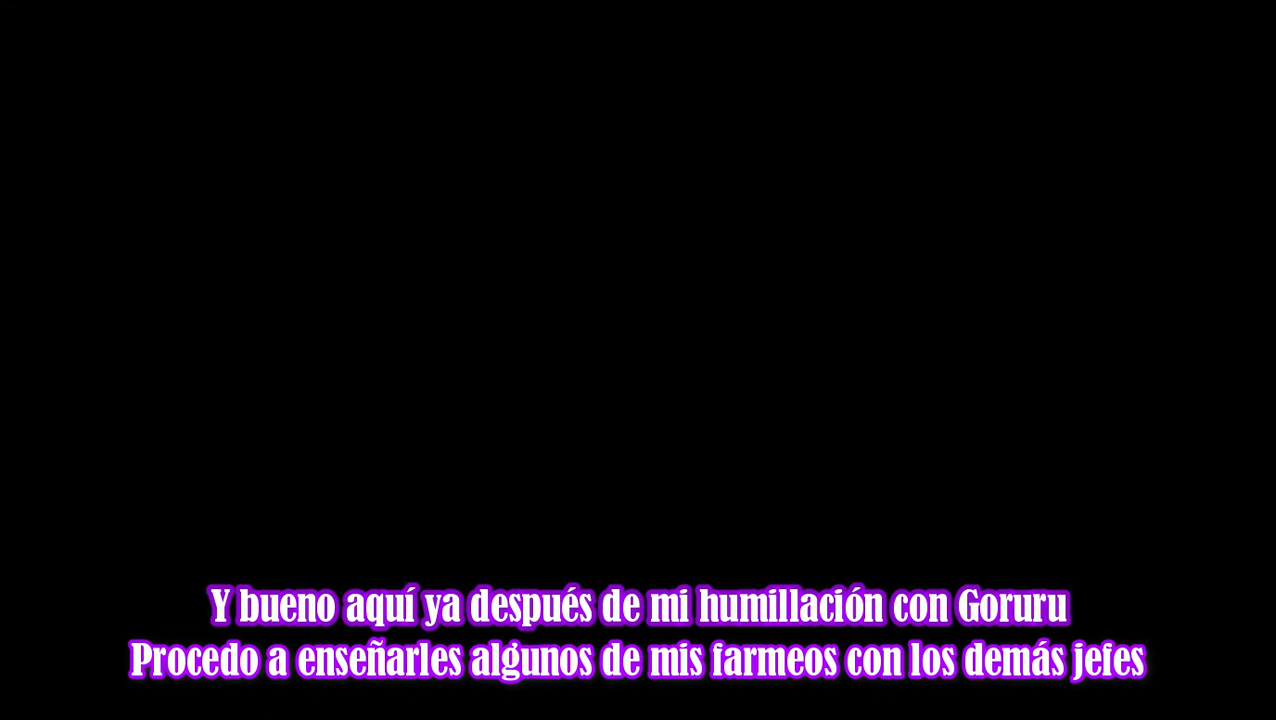 Y bueno aquí ya después de mi humillación con Goruru
Procedo a enseñarles algunos de mis farmeos con los demás jefes